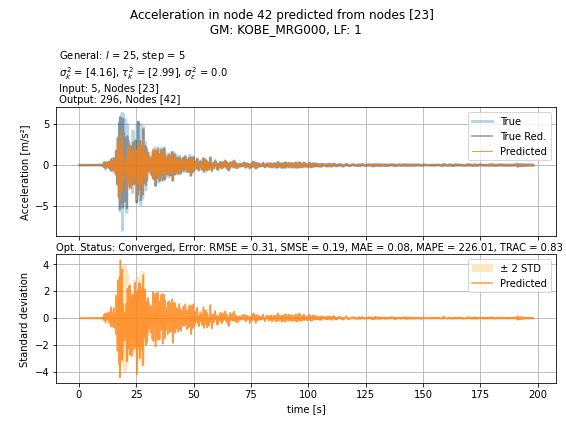 Acceleration in node 42 predicted from nodes [23]
GM: KOBE_MRG000, LF: 1
General: l = 25, step = 5
σ²ₖ = [4.16], τ²ₖ = [2.99], σ²ε = 0.0
Input: 5, Nodes [23]
Output: 296, Nodes [42]
Acceleration [m/s²]
5
0
−5
True
True Red.
Predicted
Opt. Status: Converged, Error: RMSE = 0.31, SMSE = 0.19, MAE = 0.08, MAPE = 226.01, TRAC = 0.83
Standard deviation
4
2
0
−2
−4
± 2 STD
Predicted
0 25 50 75 100 125 150 175 200
time [s]